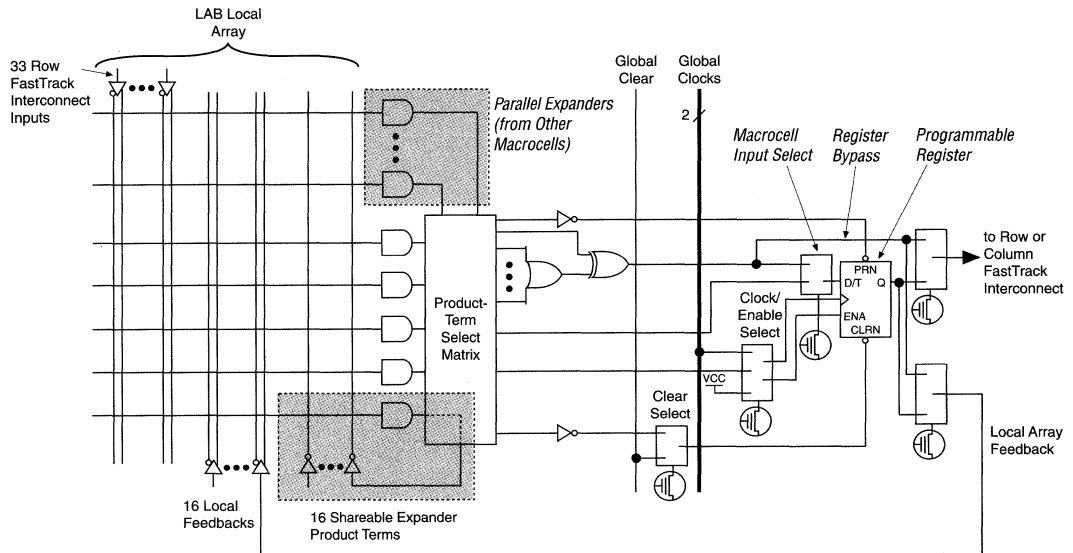 LAB Local
Array
33 Row
FastTrack
Interconnect
Inputs
Parallel Expanders
(from Other
Macrocells)
Global
Clear
Global
Clocks
2
Macrocell
Input Select
Register
Bypass
Programmable
Register
to Row or
Column
FastTrack
Interconnect
Product-
Term
Select
Matrix
PRN
D/T
Q
ENA
CLRN
Clock/
Enable
Select
VCC
Clear
Select
Local Array
Feedback
16 Local
Feedbacks
16 Shareable Expander
Product Terms